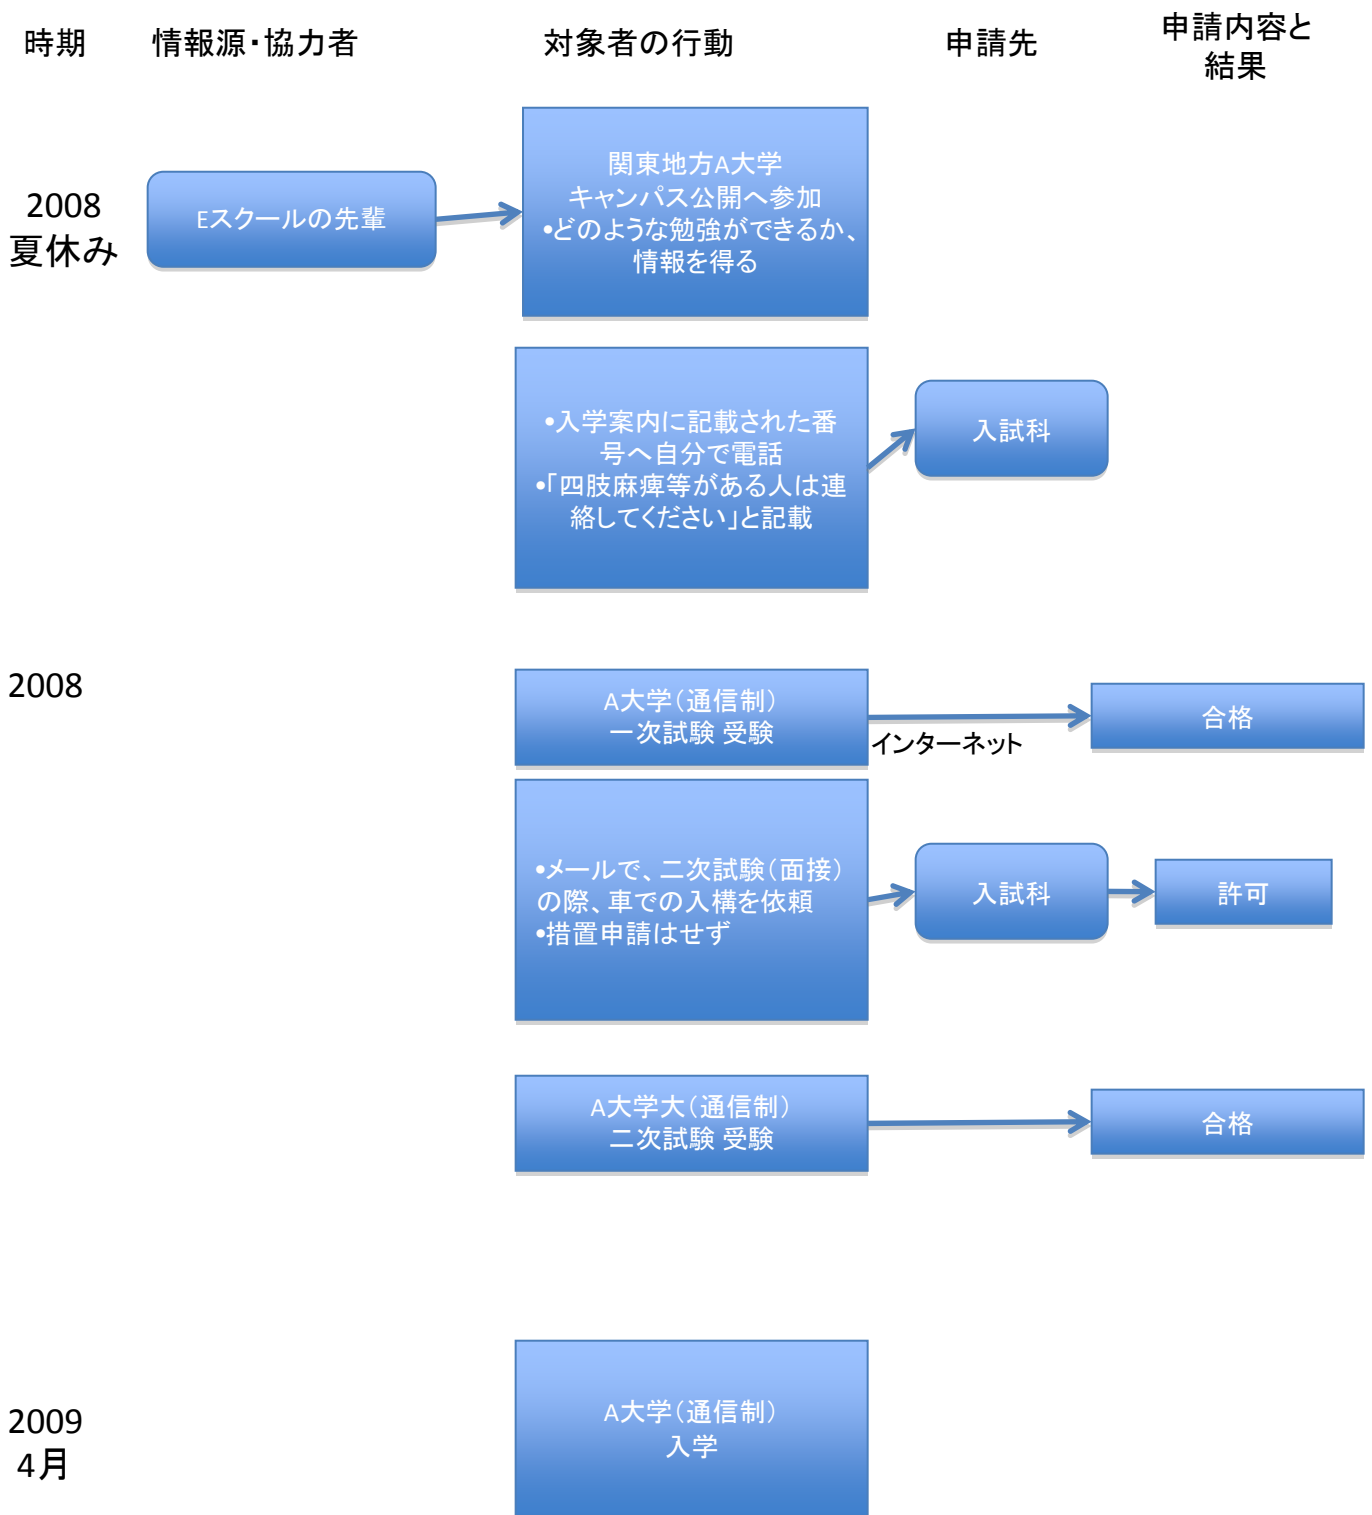 時期
情報源・協力者
対象者の行動
申請先
申請内容と
結果
2008
夏休み
Eスクールの先輩
関東地方A大学
キャンパス公開へ参加
•どのような勉強ができるか、
情報を得る
•入学案内に記載された番
号へ自分で電話
•「四肢麻痺等がある人は連
絡してください」と記載
入試科
2008
A大学（通信制）
一次試験 受験
インターネット
合格
•メールで、二次試験（面接）
の際、車での入構を依頼
•措置申請はせず
入試科
許可
A大学大（通信制）
二次試験 受験
合格
2009
4月
A大学（通信制）
入学